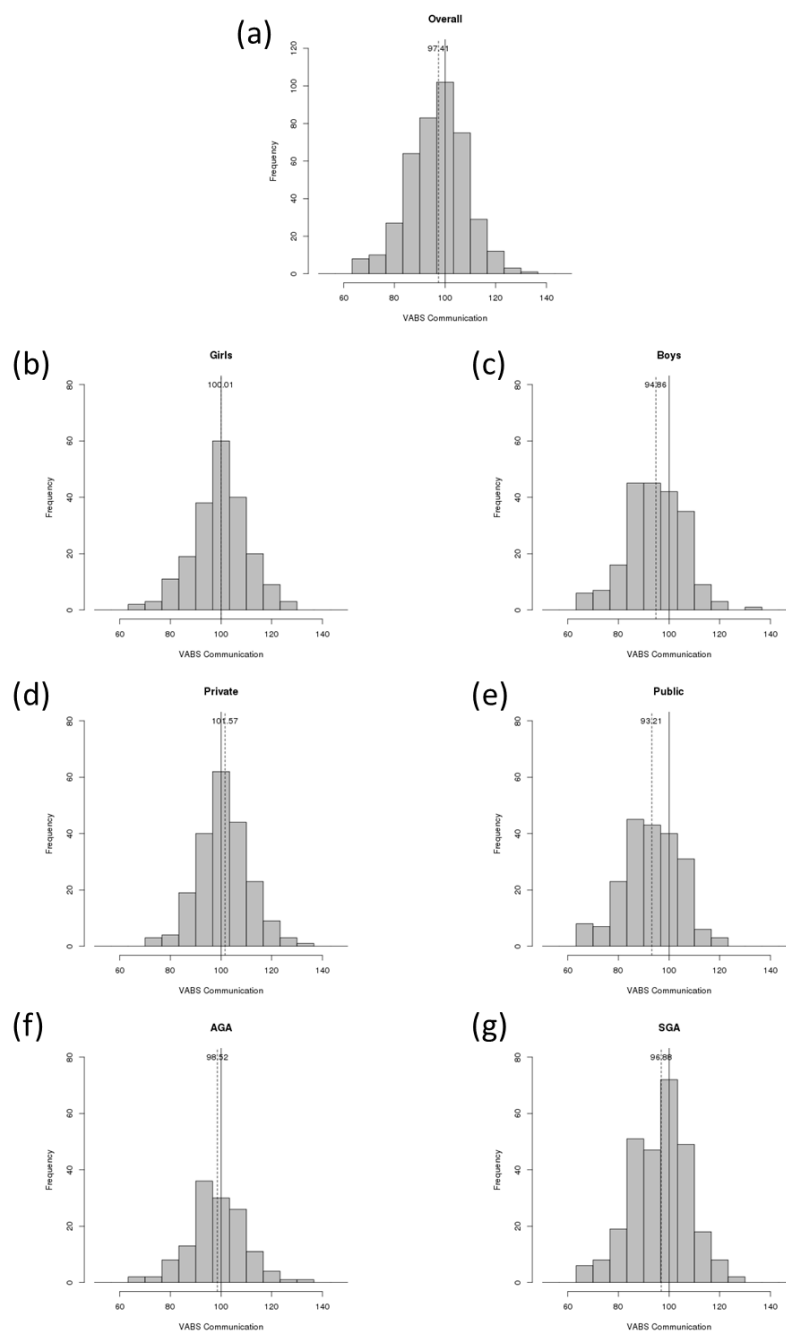 (a)
Overall
97.41
Frequency
0 20 40 60 80 100 120
60 80 100 120 140
VABS Communication
(b)
Girls
100.01
Frequency
0 20 40 60 80
60 80 100 120 140
VABS Communication
(c)
Boys
94.86
Frequency
0 20 40 60 80
60 80 100 120 140
VABS Communication
(d)
Private
101.57
Frequency
0 20 40 60 80
60 80 100 120 140
VABS Communication
(e)
Public
93.21
Frequency
0 20 40 60 80
60 80 100 120 140
VABS Communication
(f)
AGA
98.52
Frequency
0 20 40 60 80
60 80 100 120 140
VABS Communication
(g)
SGA
96.88
Frequency
0 20 40 60 80
60 80 100 120 140
VABS Communication